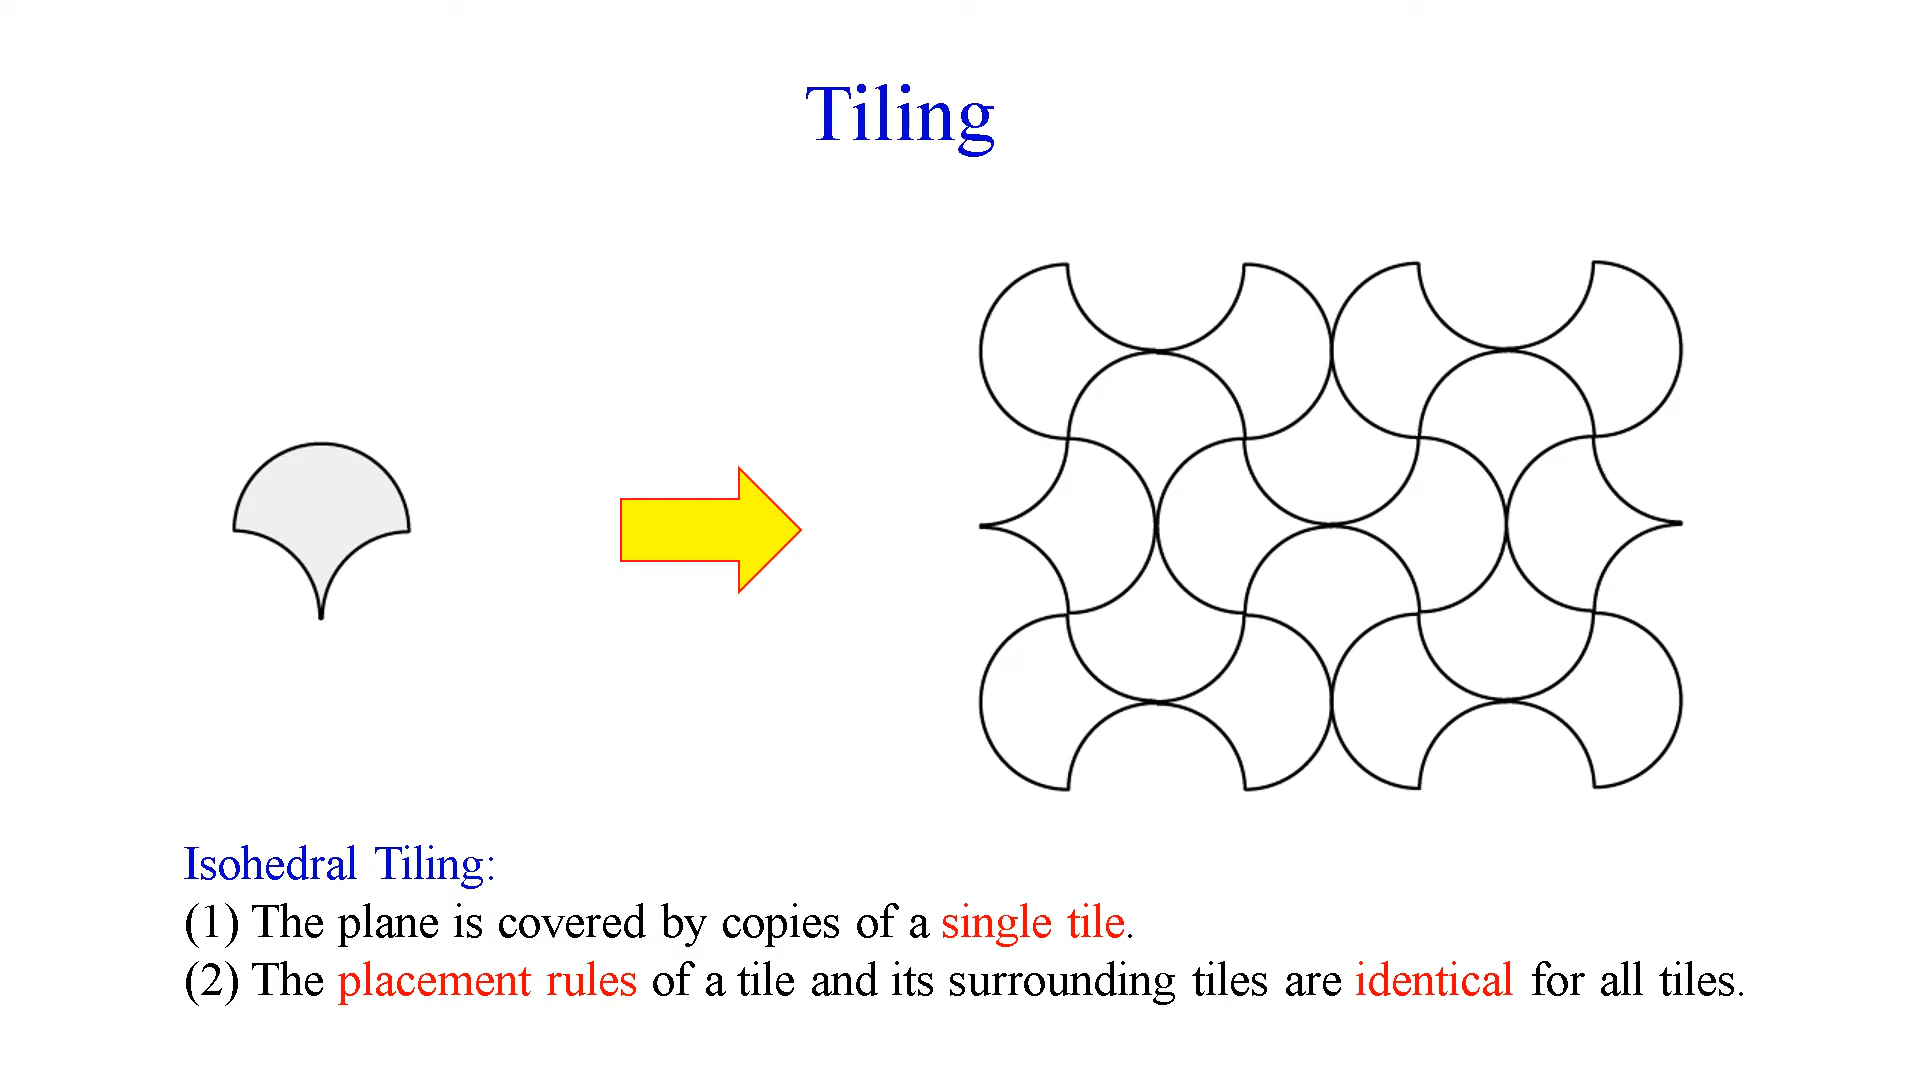 Tiling
Isohedral Tiling:
(1) The plane is covered by copies of a single tile.
(2) The placement rules of a tile and its surrounding tiles are identical for all tiles.